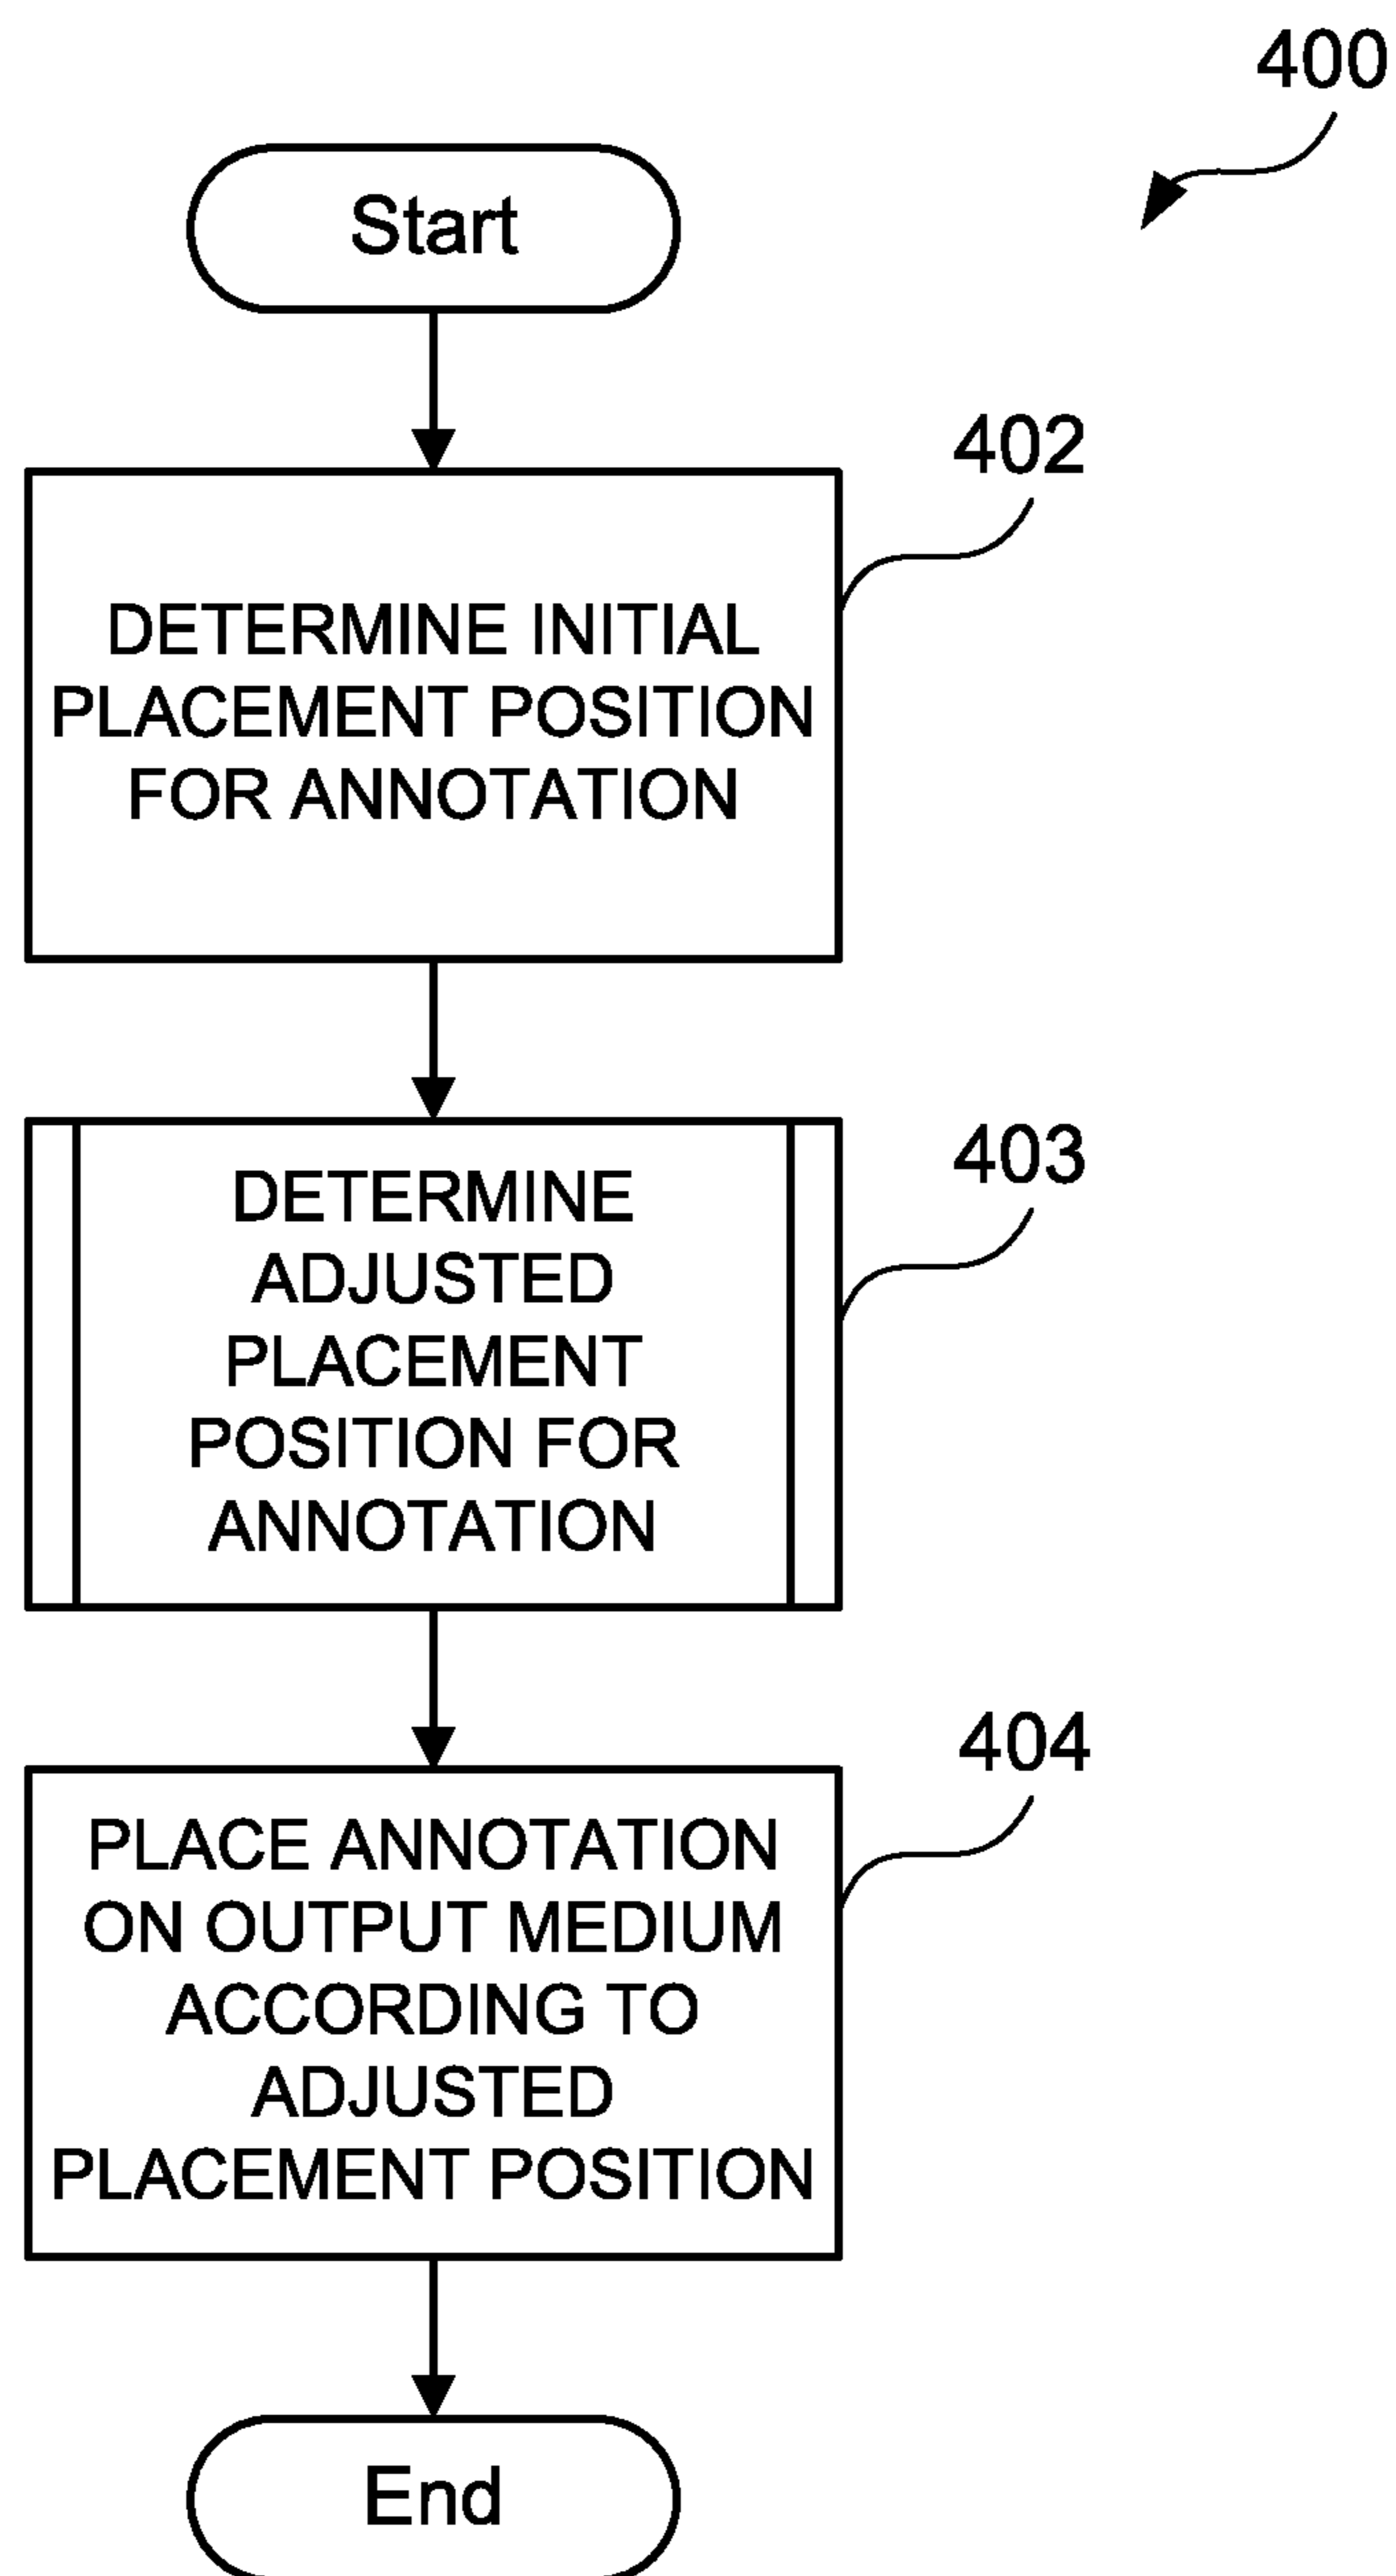 400
Start
402
DETERMINE INITIAL
PLACEMENT POSITION
FOR ANNOTATION
403
DETERMINE
ADJUSTED
PLACEMENT
POSITION FOR
ANNOTATION
404
PLACE ANNOTATION
ON OUTPUT MEDIUM
ACCORDING TO
ADJUSTED
PLACEMENT POSITION
End